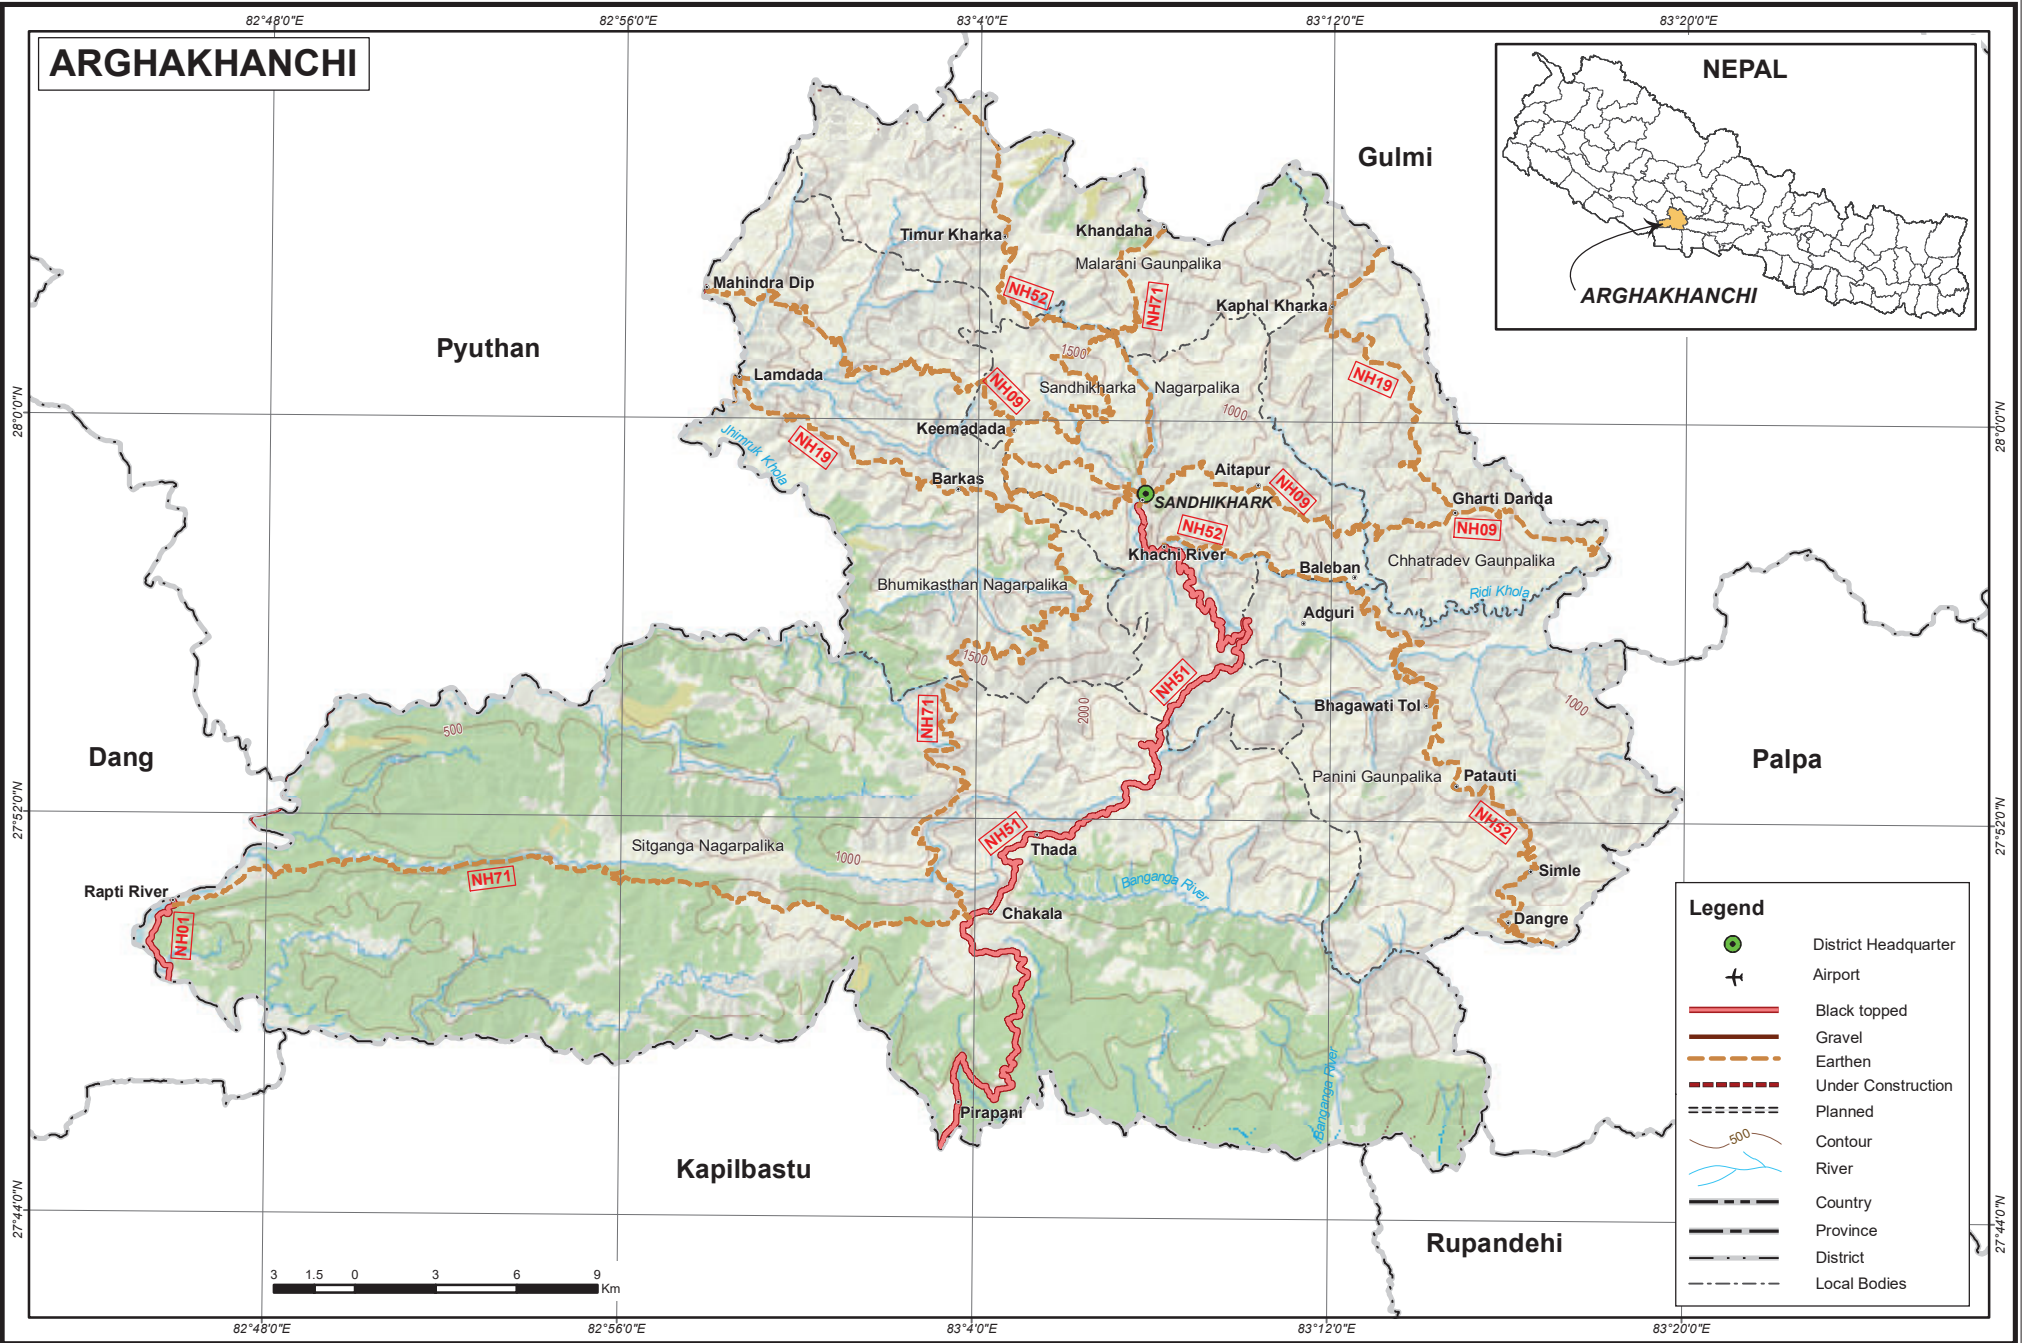 82°48'0"E
82°56'0"E
83°4'0"E
83°12'0"E
83°20'0"E
ARGHAKHANCHI
NEPAL
ARGHAKHANCHI
Gulmi
Pyuthan
Dang
Palpa
Kapilbastu
Rupandehi
Timur Kharka
Khandaha
Malarani Gaunpalika
Mahindra Dip
NH52
NH71
Kaphal Kharka
1500
Lamdada
NH09
Sandhikharka Nagarpalika
NH19
1000
28°0'0"N
28°0'0"N
Keemadada
Jhimruk Khola
NH19
Barkas
Aitapur
NH09
SANDHIKHARK
Gharti Danda
NH09
NH52
Khachi River
Baleban
Chhatradev Gaunpalika
Bhumikasthan Nagarpalika
Ridi Khola
Adguri
1500
NH51
NH71
2000
Bhagawati Tol
1000
500
Panini Gaunpalika
Patauti
27°52'0"N
27°52'0"N
NH52
NH51
Sitganga Nagarpalika
1000
Thada
Simle
NH71
Banganga River
Rapti River
NH01
Chakala
Dangre
Banganga River
Pirapani
27°44'0"N
27°44'0"N
Legend
District Headquarter
Airport
Black topped
Gravel
Earthen
Under Construction
Planned
500
Contour
River
Country
Province
District
Local Bodies
3 1.5 0 3 6 9
Km
82°48'0"E
82°56'0"E
83°4'0"E
83°12'0"E
83°20'0"E